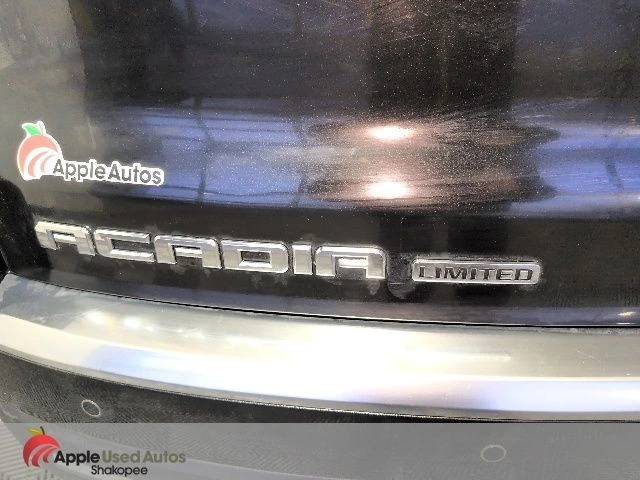 AppleAutos
ACADIA LIMITED
Apple Used Autos
Shakopee